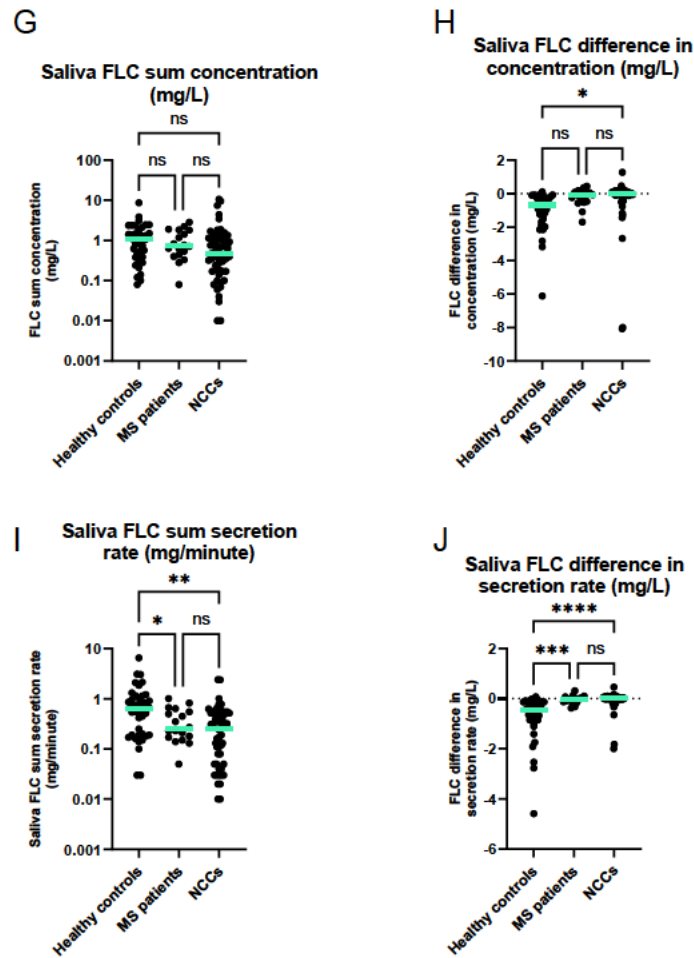 G
Saliva FLC sum concentration
(mg/L)
ns
ns
ns
100
10
1
0.1
0.01
0.001
FLC sum concentration
(mg/L)
Healthy controls
MS patients
NCCs
H
Saliva FLC difference in
concentration (mg/L)
*
ns
ns
2
0
-2
-4
-6
-8
-10
FLC difference in
concentration (mg/L)
Healthy controls
MS patients
NCCs
I
Saliva FLC sum secretion
rate (mg/minute)
**
*
ns
10
1
0.1
0.01
0.001
Saliva FLC sum secretion rate
(mg/minute)
Healthy controls
MS patients
NCCs
J
Saliva FLC difference in
secretion rate (mg/L)
****
***
ns
2
0
-2
-4
-6
FLC difference in
secretion rate (mg/L)
Healthy controls
MS patients
NCCs